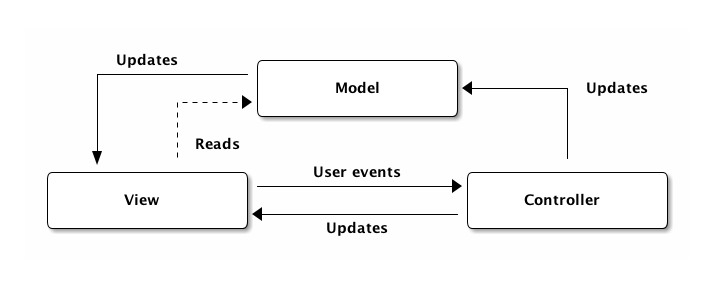 Updates
Model
Updates
Reads
User events
View
Controller
Updates